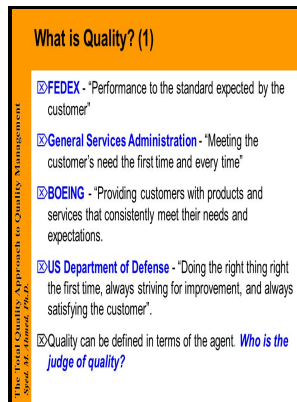 What is Quality? (1)
FEDEX - “Performance to the standard expected by the
customer”
General Services Administration - “Meeting the
customer’s need the first time and every time”
BOEING - “Providing customers with products and
services that consistently meet their needs and
expectations.
US Department of Defense - “Doing the right thing right
the first time, always striving for improvement, and always
satisfying the customer”.
Quality can be defined in terms of the agent. Who is the
judge of quality?
The Total Quality Approach to Quality Management
Syed. M. Ahmed, Ph.D.